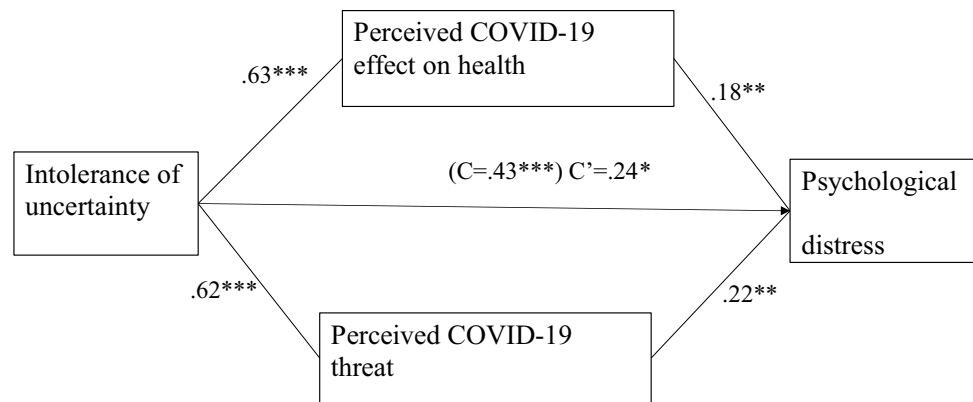 Perceived COVID-19
effect on health
.63***
.18**
(C=.43***) C’=.24*
Intolerance of
uncertainty
Psychological
distress
.62***
.22**
Perceived COVID-19
threat